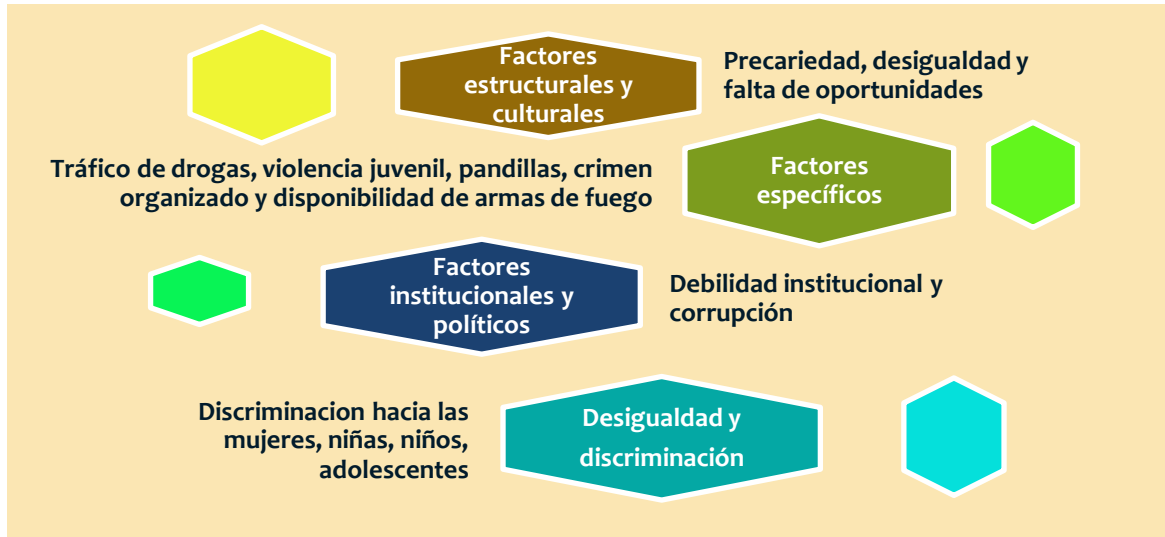 Factores
estructurales y
culturales
Precariedad, desigualdad y
falta de oportunidades
Tráfico de drogas, violencia juvenil, pandillas, crimen
organizado y disponibilidad de armas de fuego
Factores
específicos
Factores
institucionales y
políticos
Debilidad institucional y
corrupción
Discriminacion hacia las
mujeres, niñas, niños,
adolescentes
Desigualdad y
discriminación